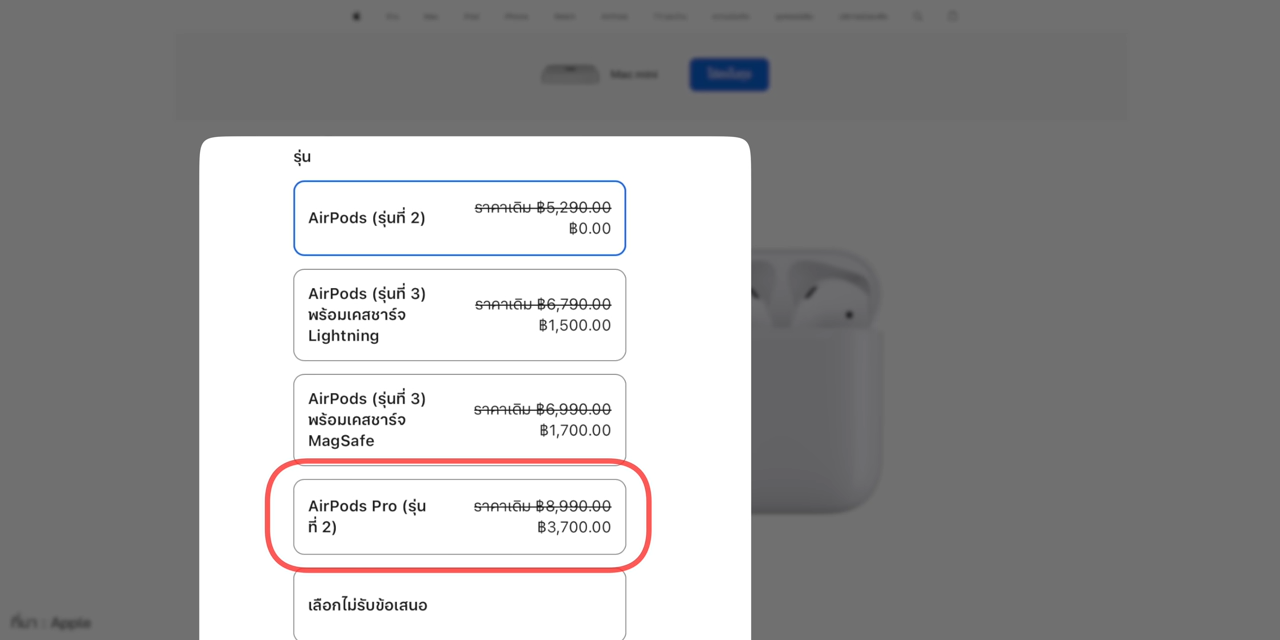 Mac mini
รุ่น
AirPods (รุ่นที่ 2)
ราคาเดิม ฿5,290.00
฿0.00
AirPods (รุ่นที่ 3)
พร้อมเคสชาร์จ
Lightning
ราคาเดิม ฿6,790.00
฿1,500.00
AirPods (รุ่นที่ 3)
พร้อมเคสชาร์จ
MagSafe
ราคาเดิม ฿6,990.00
฿1,700.00
AirPods Pro (รุ่น
ที่ 2)
ราคาเดิม ฿8,990.00
฿3,700.00
เลือกไม่รับข้อเสนอ
ที่มา : Apple